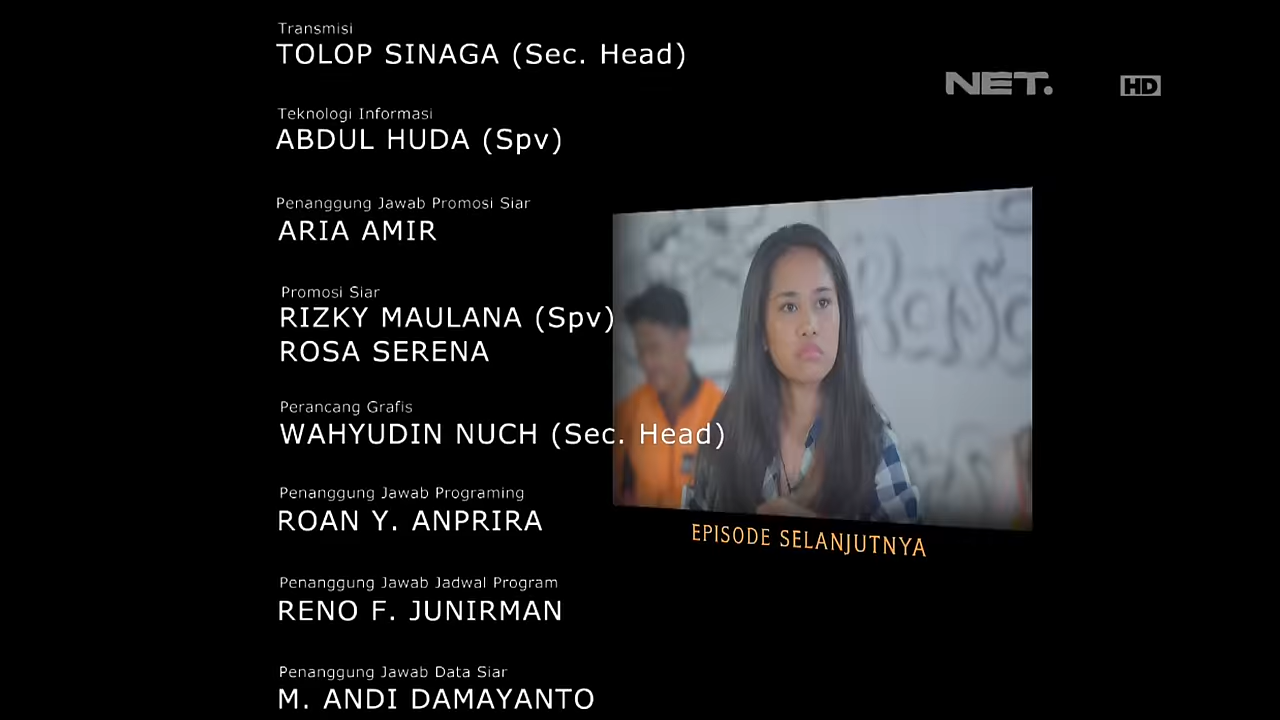 Transmisi
TOLOP SINAGA (Sec. Head)
Teknologi Informasi
ABDUL HUDA (Spv)
Penanggung Jawab Promosi Siar
ARIA AMIR
Promosi Siar
RIZKY MAULANA (Spv)
ROSA SERENA
Perancang Grafis
WAHYUDIN NUCH (Sec. Head)
Penanggung Jawab Programing
ROAN Y. ANPRIRA
Penanggung Jawab Jadwal Program
RENO F. JUNIRMAN
Penanggung Jawab Data Siar
M. ANDI DAMAYANTO
NET.
HD
EPISODE SELANJUTNYA